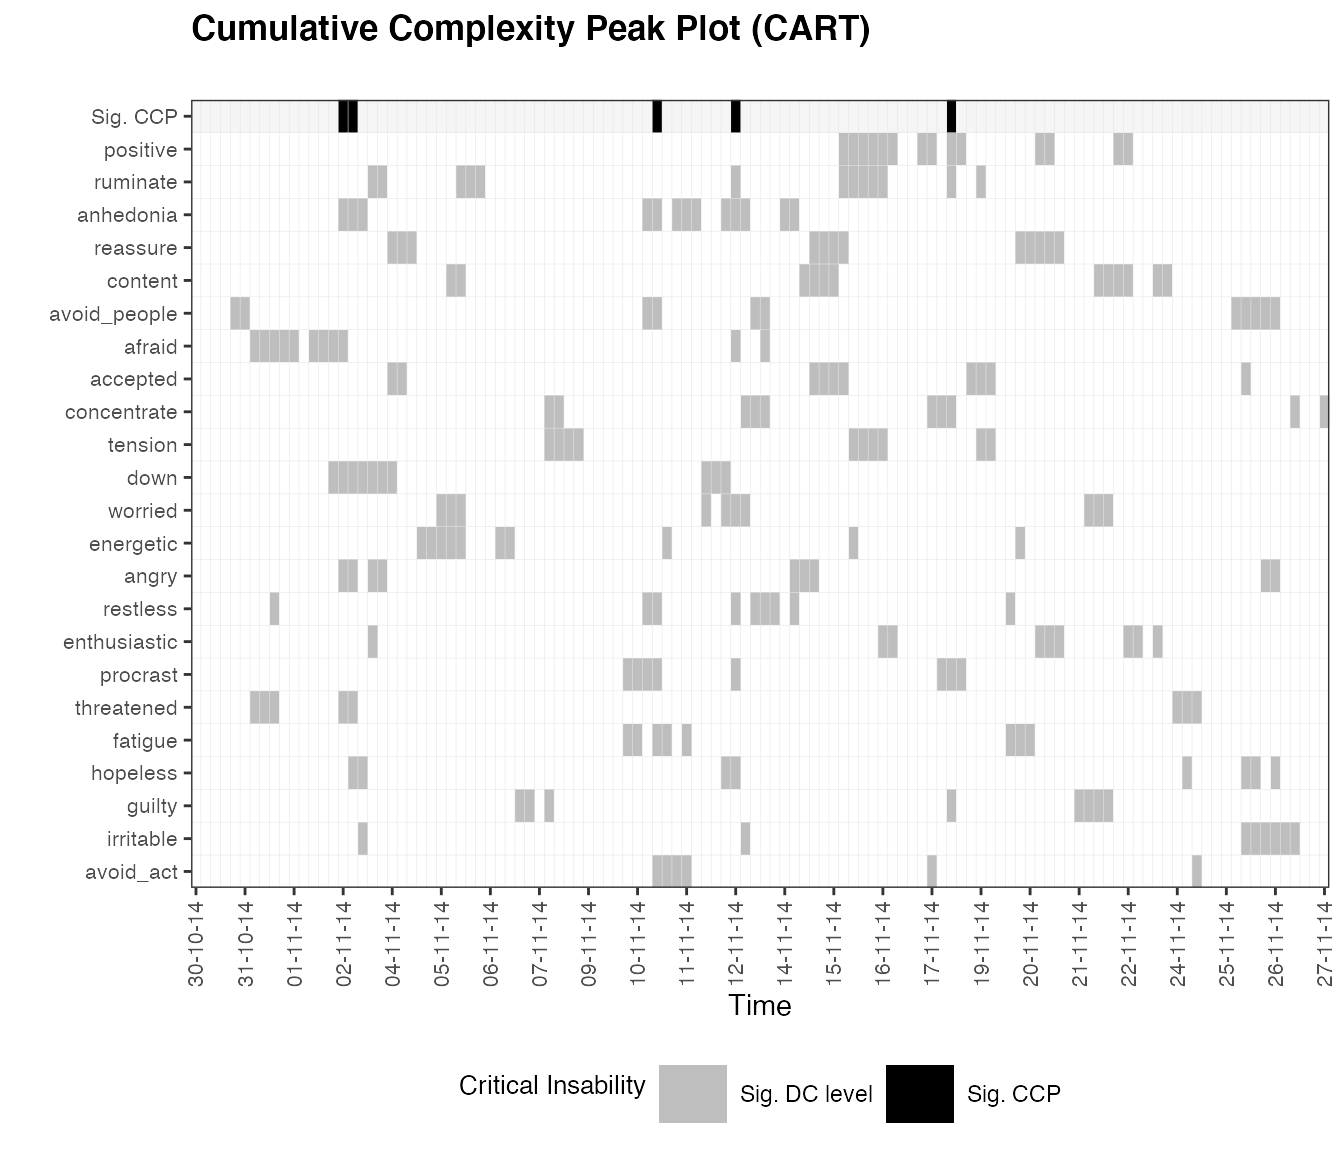 Cumulative Complexity Peak Plot (CART)
Sig. CCP
positive
ruminate
anhedonia
reassure
content
avoid_people
afraid
accepted
concentrate
tension
down
worried
energetic
angry
restless
enthusiastic
procrast
threatened
fatigue
hopeless
guilty
irritable
avoid_act
30-10-14
31-10-14
01-11-14
02-11-14
04-11-14
05-11-14
06-11-14
07-11-14
09-11-14
10-11-14
11-11-14
12-11-14
14-11-14
15-11-14
16-11-14
17-11-14
19-11-14
20-11-14
21-11-14
22-11-14
24-11-14
25-11-14
26-11-14
27-11-14
Time
Critical Insability Sig. DC level Sig. CCP